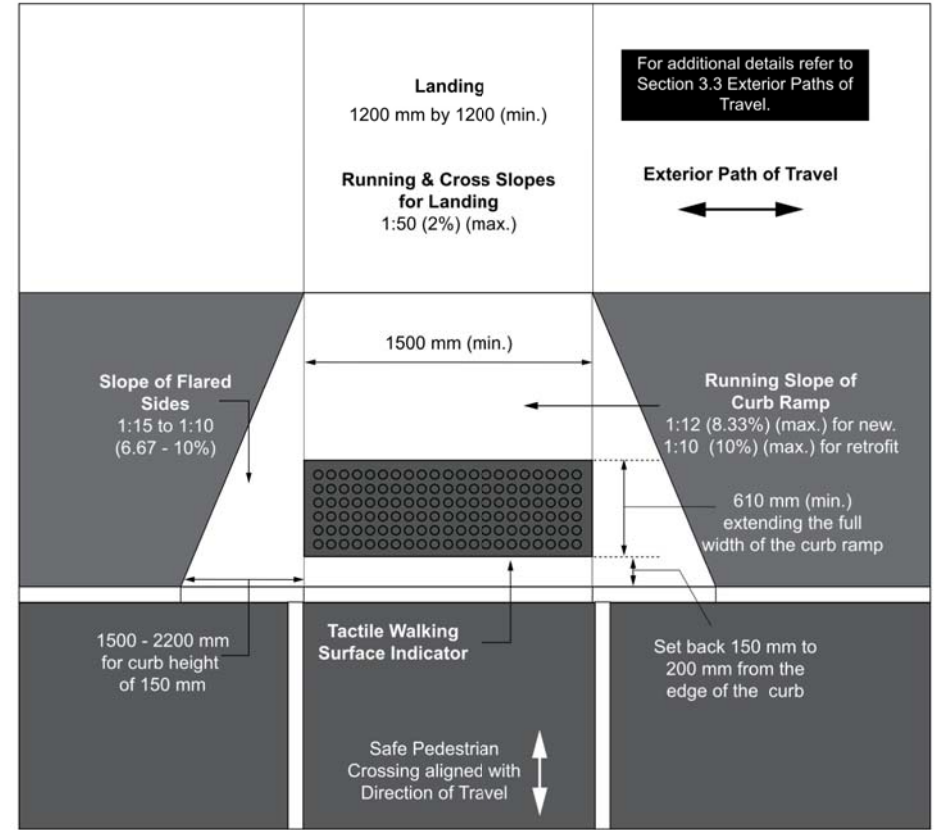 Landing
1200 mm by 1200 (min.)
Running & Cross Slopes
for Landing
1:50 (2%) (max.)
For additional details refer to
Section 3.3 Exterior Paths of
Travel.
Exterior Path of Travel
1500 mm (min.)
Slope of Flared
Sides
1:15 to 1:10
(6.67 - 10%)
Running Slope of
Curb Ramp
1:12 (8.33%) (max.) for new.
1:10 (10%) (max.) for retrofit
610 mm (min.)
extending the full
width of the curb ramp
1500 - 2200 mm
for curb height
of 150 mm
Tactile Walking
Surface Indicator
Set back 150 mm to
200 mm from the
edge of the curb
Safe Pedestrian
Crossing aligned with
Direction of Travel